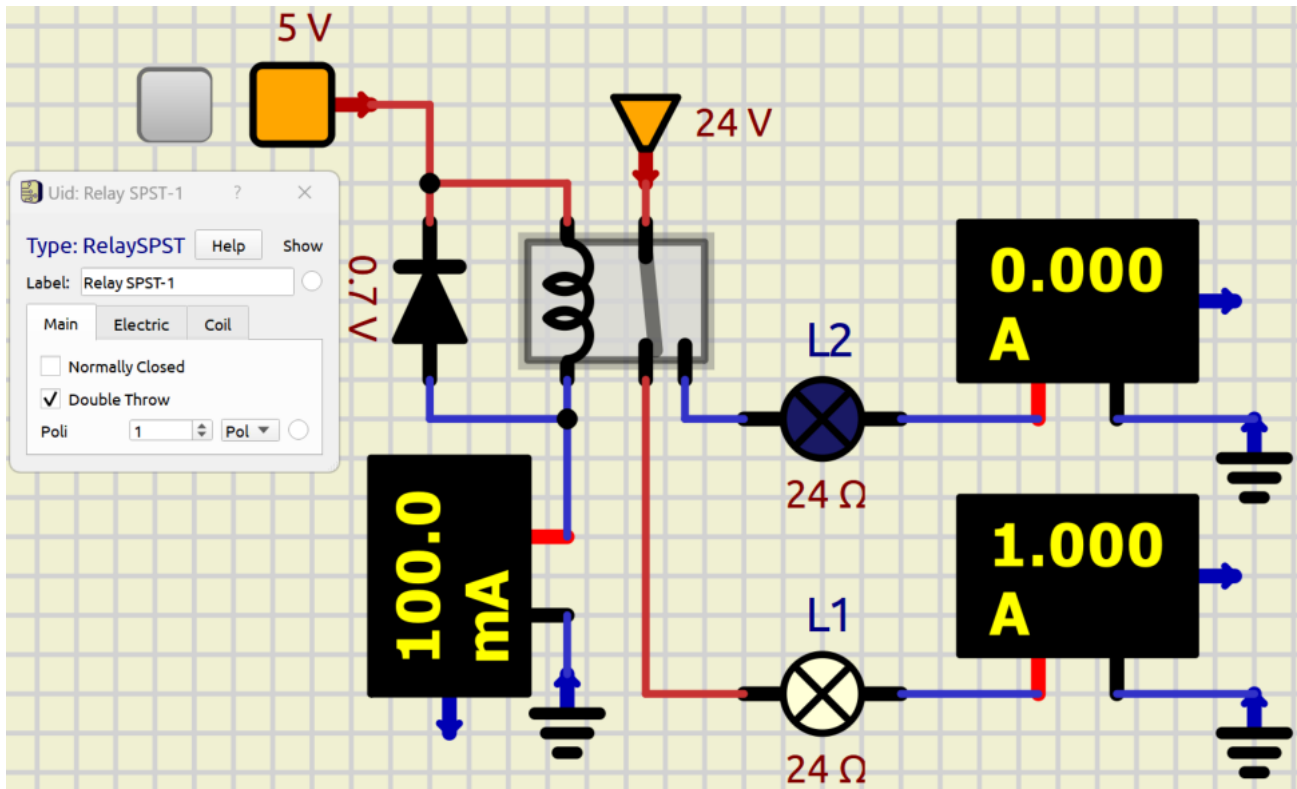 5 V
24 V
Uid: Relay SPST-1 ?
Type: RelaySPST Help Show
Label: Relay SPST-1
Main Electric Coil
Normally Closed
Double Throw
Poli 1 Pol
0.7 V
0.000
A
L2
24 Ω
100.0
mA
1.000
A
L1
24 Ω